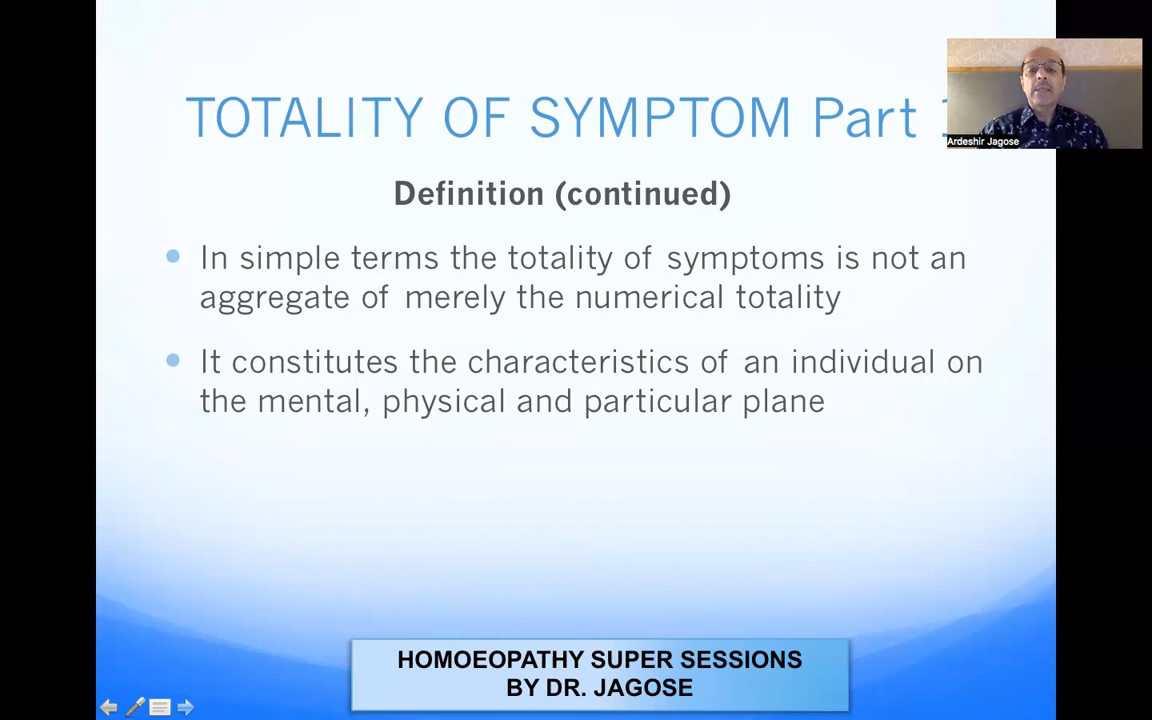 TOTALITY OF SYMPTOM Part
Ardeshir Jagose
Definition (continued)
In simple terms the totality of symptoms is not an
aggregate of merely the numerical totality
It constitutes the characteristics of an individual on
the mental, physical and particular plane
HOMOEOPATHY SUPER SESSIONS
BY DR. JAGOSE